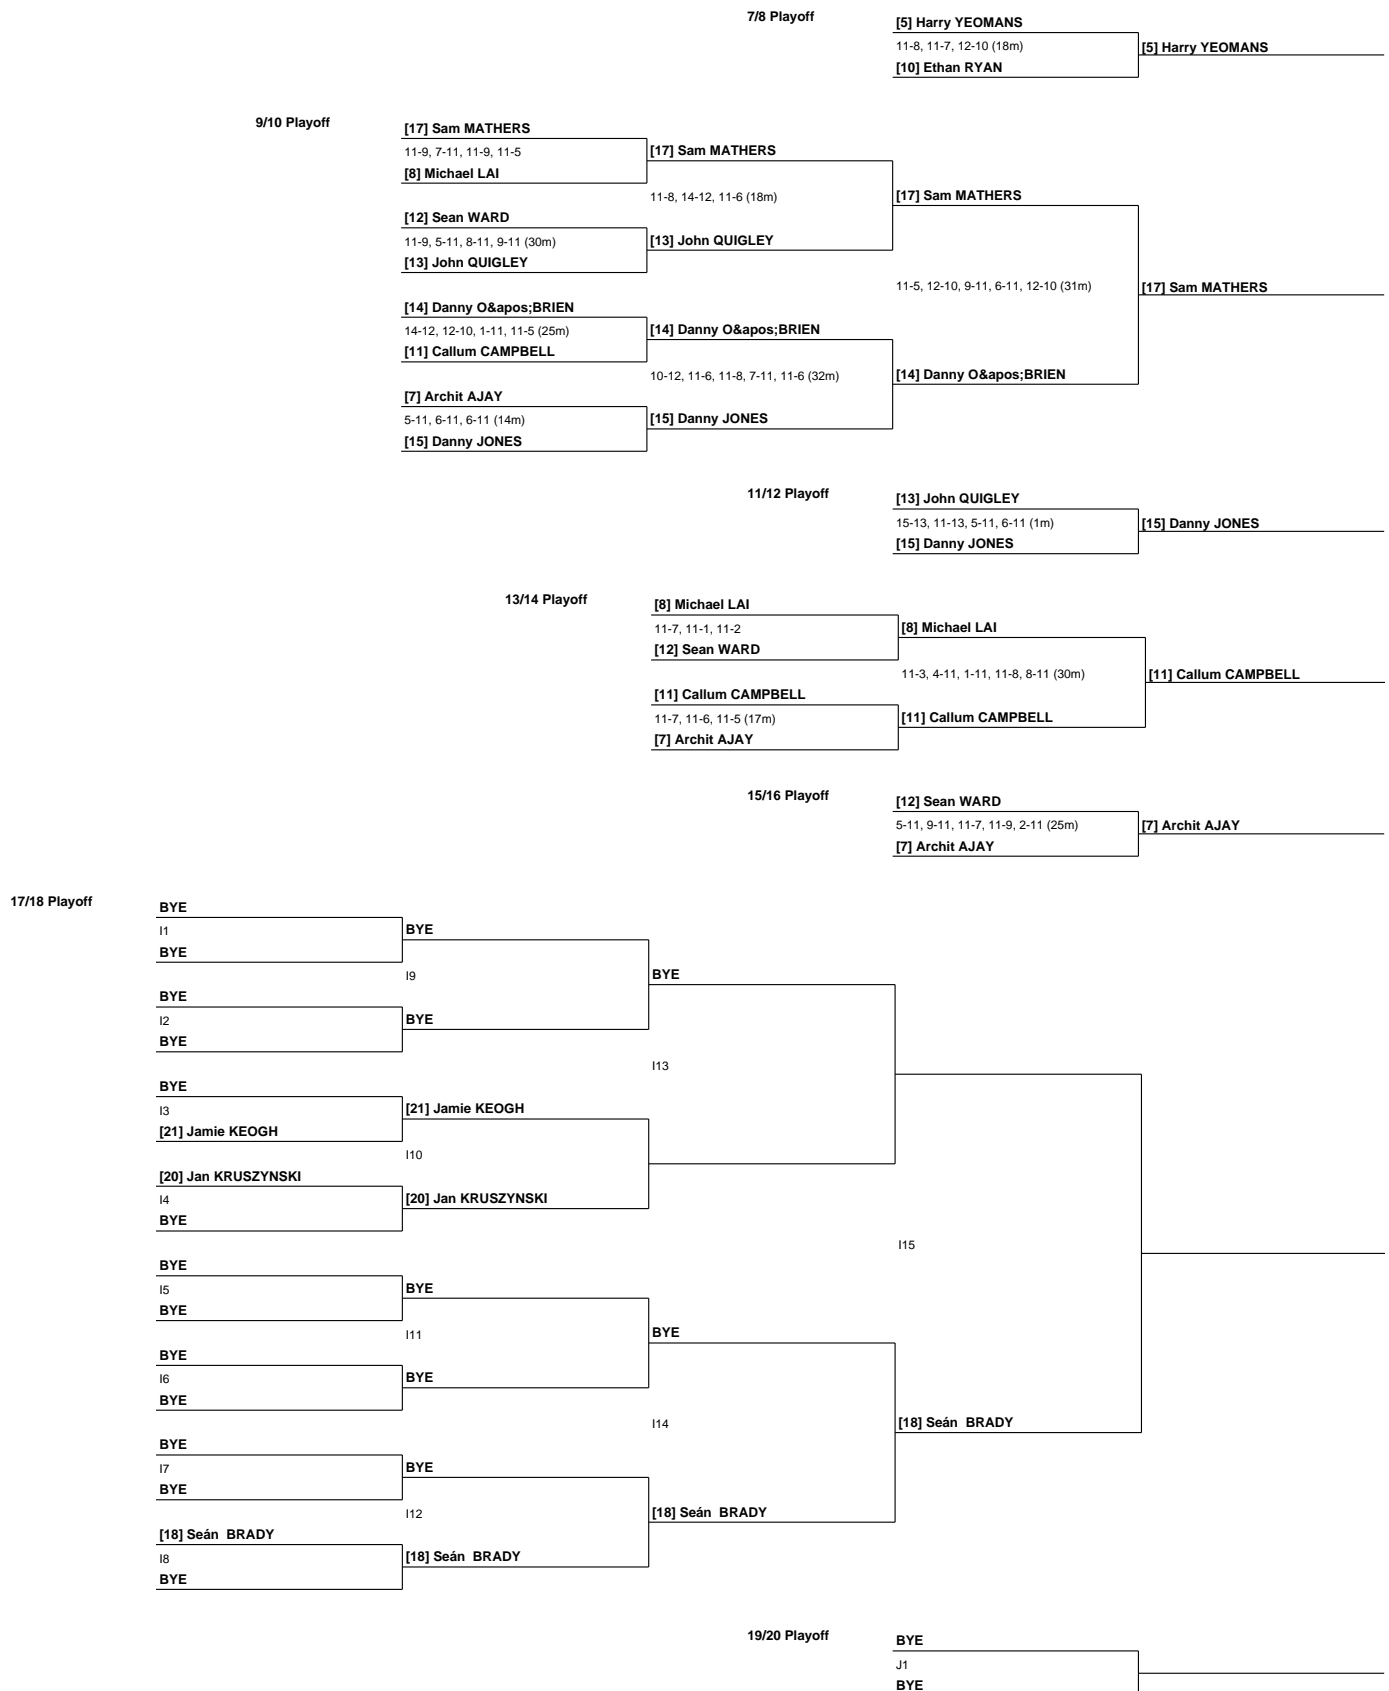 7/8 Playoff
[5] Harry YEOMANS
11-8, 11-7, 12-10 (18m)
[5] Harry YEOMANS
[10] Ethan RYAN
9/10 Playoff
[17] Sam MATHERS
11-9, 7-11, 11-9, 11-5
[17] Sam MATHERS
[8] Michael LAI
11-8, 14-12, 11-6 (18m)
[17] Sam MATHERS
[12] Sean WARD
11-9, 5-11, 8-11, 9-11 (30m)
[13] John QUIGLEY
[13] John QUIGLEY
11-5, 12-10, 9-11, 6-11, 12-10 (31m)
[17] Sam MATHERS
[14] Danny O&apos;BRIEN
14-12, 12-10, 1-11, 11-5 (25m)
[14] Danny O&apos;BRIEN
[11] Callum CAMPBELL
10-12, 11-6, 11-8, 7-11, 11-6 (32m)
[14] Danny O&apos;BRIEN
[7] Archit AJAY
5-11, 6-11, 6-11 (14m)
[15] Danny JONES
[15] Danny JONES
11/12 Playoff
[13] John QUIGLEY
15-13, 11-13, 5-11, 6-11 (1m)
[15] Danny JONES
[15] Danny JONES
13/14 Playoff
[8] Michael LAI
11-7, 11-1, 11-2
[8] Michael LAI
[12] Sean WARD
11-3, 4-11, 1-11, 11-8, 8-11 (30m)
[11] Callum CAMPBELL
[11] Callum CAMPBELL
11-7, 11-6, 11-5 (17m)
[11] Callum CAMPBELL
[7] Archit AJAY
15/16 Playoff
[12] Sean WARD
5-11, 9-11, 11-7, 11-9, 2-11 (25m)
[7] Archit AJAY
[7] Archit AJAY
17/18 Playoff
BYE
I1
BYE
BYE
I9
BYE
BYE
I2
BYE
BYE
I13
BYE
I3
[21] Jamie KEOGH
[21] Jamie KEOGH
I10
[20] Jan KRUSZYNSKI
I4
[20] Jan KRUSZYNSKI
BYE
I15
BYE
I5
BYE
BYE
I11
BYE
BYE
I6
BYE
BYE
I14
[18] Seán  BRADY
BYE
I7
BYE
BYE
I12
[18] Seán  BRADY
[18] Seán  BRADY
I8
[18] Seán  BRADY
BYE
19/20 Playoff
BYE
J1
BYE